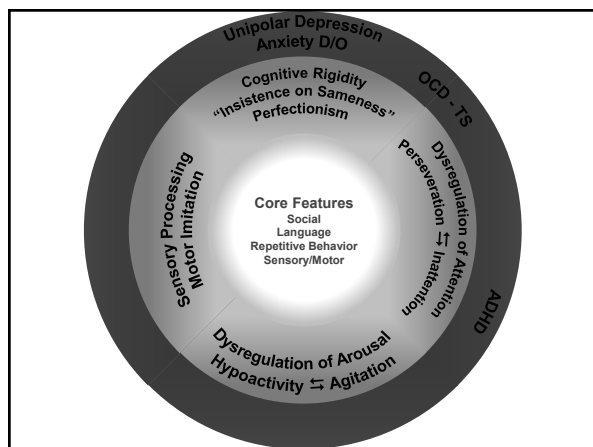 Unipolar Depression
Anxiety D/O
OCD - TS
ADHD
Cognitive Rigidity
“Insistence on Sameness”
Perfectionism
Dysregulation of Attention
Perseveration ⇅ Inattention
Sensory Processing
Motor Imitation
Dysregulation of Arousal
Hypoactivity ⇆ Agitation
Core Features
Social
Language
Repetitive Behavior
Sensory/Motor